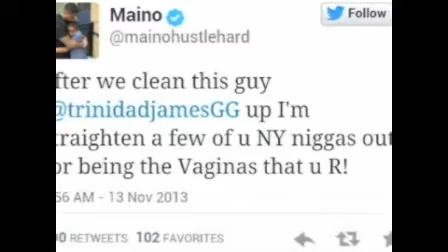 Maino
Follow
@mainohustlehard
fter we clean this guy
@trinidadjamesGG up I'm
traighten a few of u NY niggas out
or being the Vaginas that u R!
56 AM - 13 Nov 2013
0 RETWEETS 102 FAVORITES